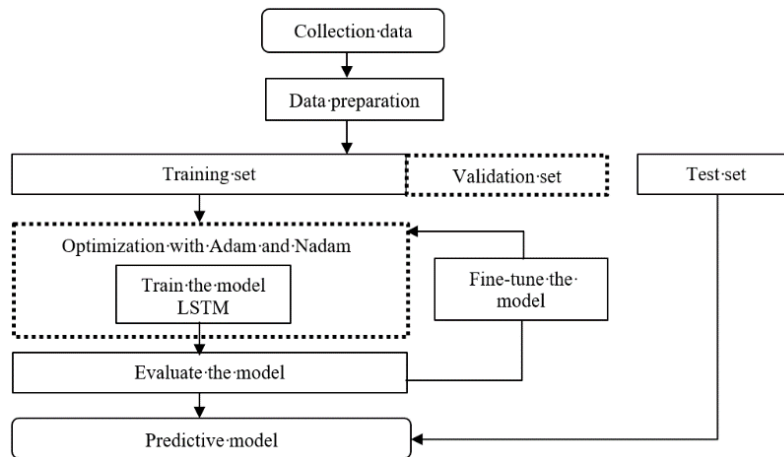 Collection·data
Data·preparation
Training·set
Validation·set
Test·set
Optimization·with·Adam·and·Nadam
Train·the·model
LSTM
Fine-tune·the·
model
Evaluate·the·model
Predictive·model